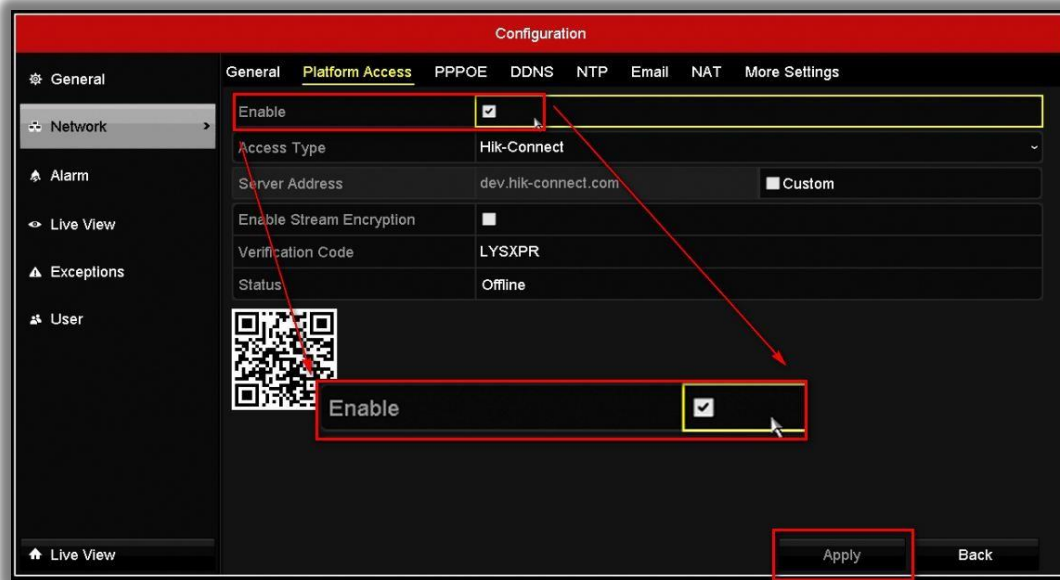 Configuration
General
Network
Alarm
Live View
Exceptions
User
Live View
General Platform Access PPPOE DDNS NTP Email NAT More Settings
Enable
Access Type Hik-Connect
Server Address dev.hik-connect.com Custom
Enable Stream Encryption
Verification Code LYSXPR
Status Offline
Enable
Apply Back